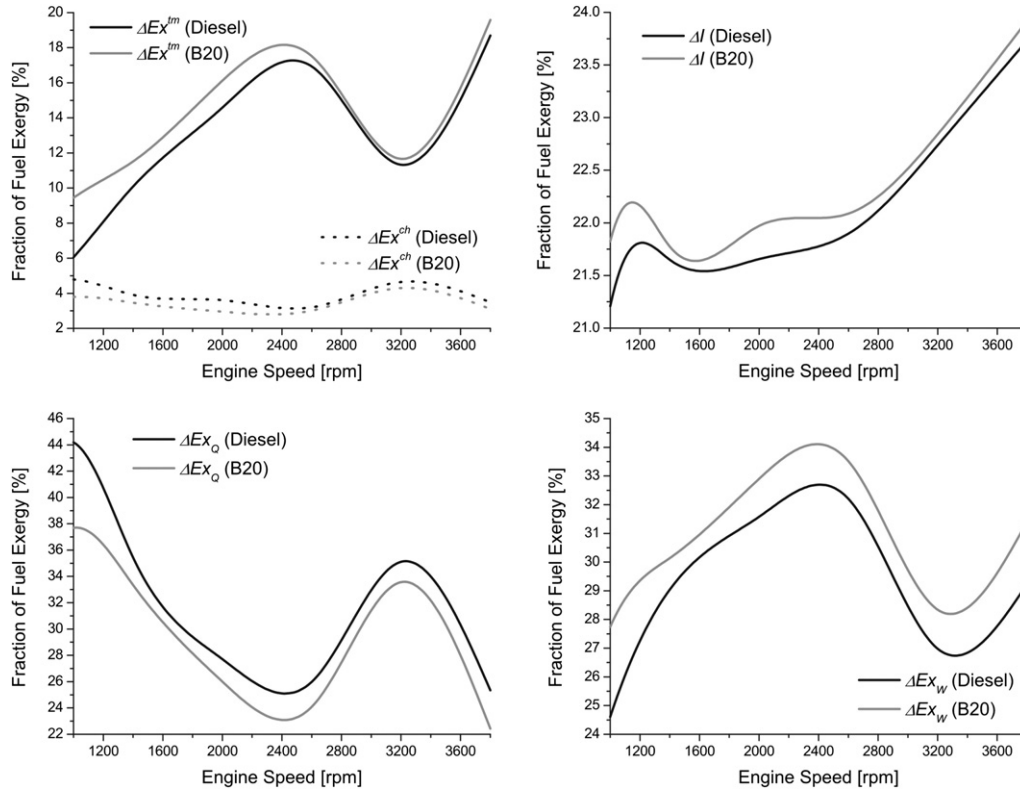 ΔEx^tm (Diesel)
ΔEx^tm (B20)
ΔEx^ch (Diesel)
ΔEx^ch (B20)
Fraction of Fuel Exergy [%]
20
18
16
14
12
10
8
6
4
2
1200 1600 2000 2400 2800 3200 3600
Engine Speed [rpm]
ΔI (Diesel)
ΔI (B20)
Fraction of Fuel Exergy [%]
24.0
23.5
23.0
22.5
22.0
21.5
21.0
1200 1600 2000 2400 2800 3200 3600
Engine Speed [rpm]
ΔEx_Q (Diesel)
ΔEx_Q (B20)
Fraction of Fuel Exergy [%]
46
44
42
40
38
36
34
32
30
28
26
24
22
1200 1600 2000 2400 2800 3200 3600
Engine Speed [rpm]
Fraction of Fuel Exergy [%]
35
34
33
32
31
30
29
28
27
26
25
24
ΔEx_W (Diesel)
ΔEx_W (B20)
1200 1600 2000 2400 2800 3200 3600
Engine Speed [rpm]